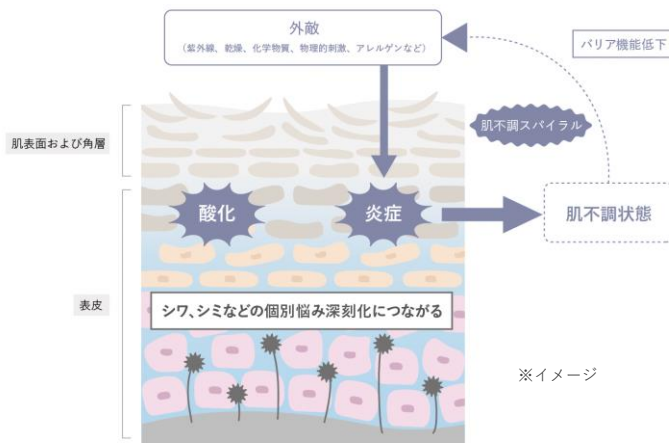 外敵
（紫外線、乾燥、化学物質、物理的刺激、アレルゲンなど）
バリア機能低下
肌不調スパイラル
肌表面および角層
酸化
炎症
肌不調状態
表皮
シワ、シミなどの個別悩み深刻化につながる
※イメージ